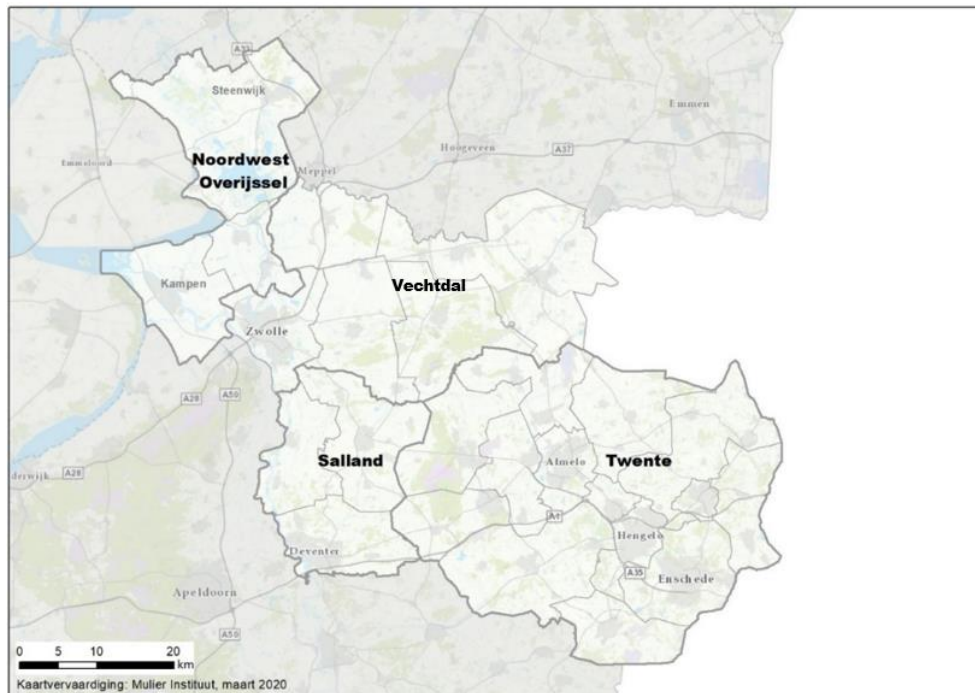 A32
Steenwijk
Emmen
Noordwest
Overijssel
Hoogeveen
A37
Emmeloord
Meppel
Vechtdal
Kampen
Zwolle
A28
A50
Salland
Twente
Almelo
derwijk
A28
A1
Hengelo
Deventer
A35
Enschede
Apeldoorn
A50
0 5 10 20
km
Kaartvervaardiging: Mulier Instituut, maart 2020